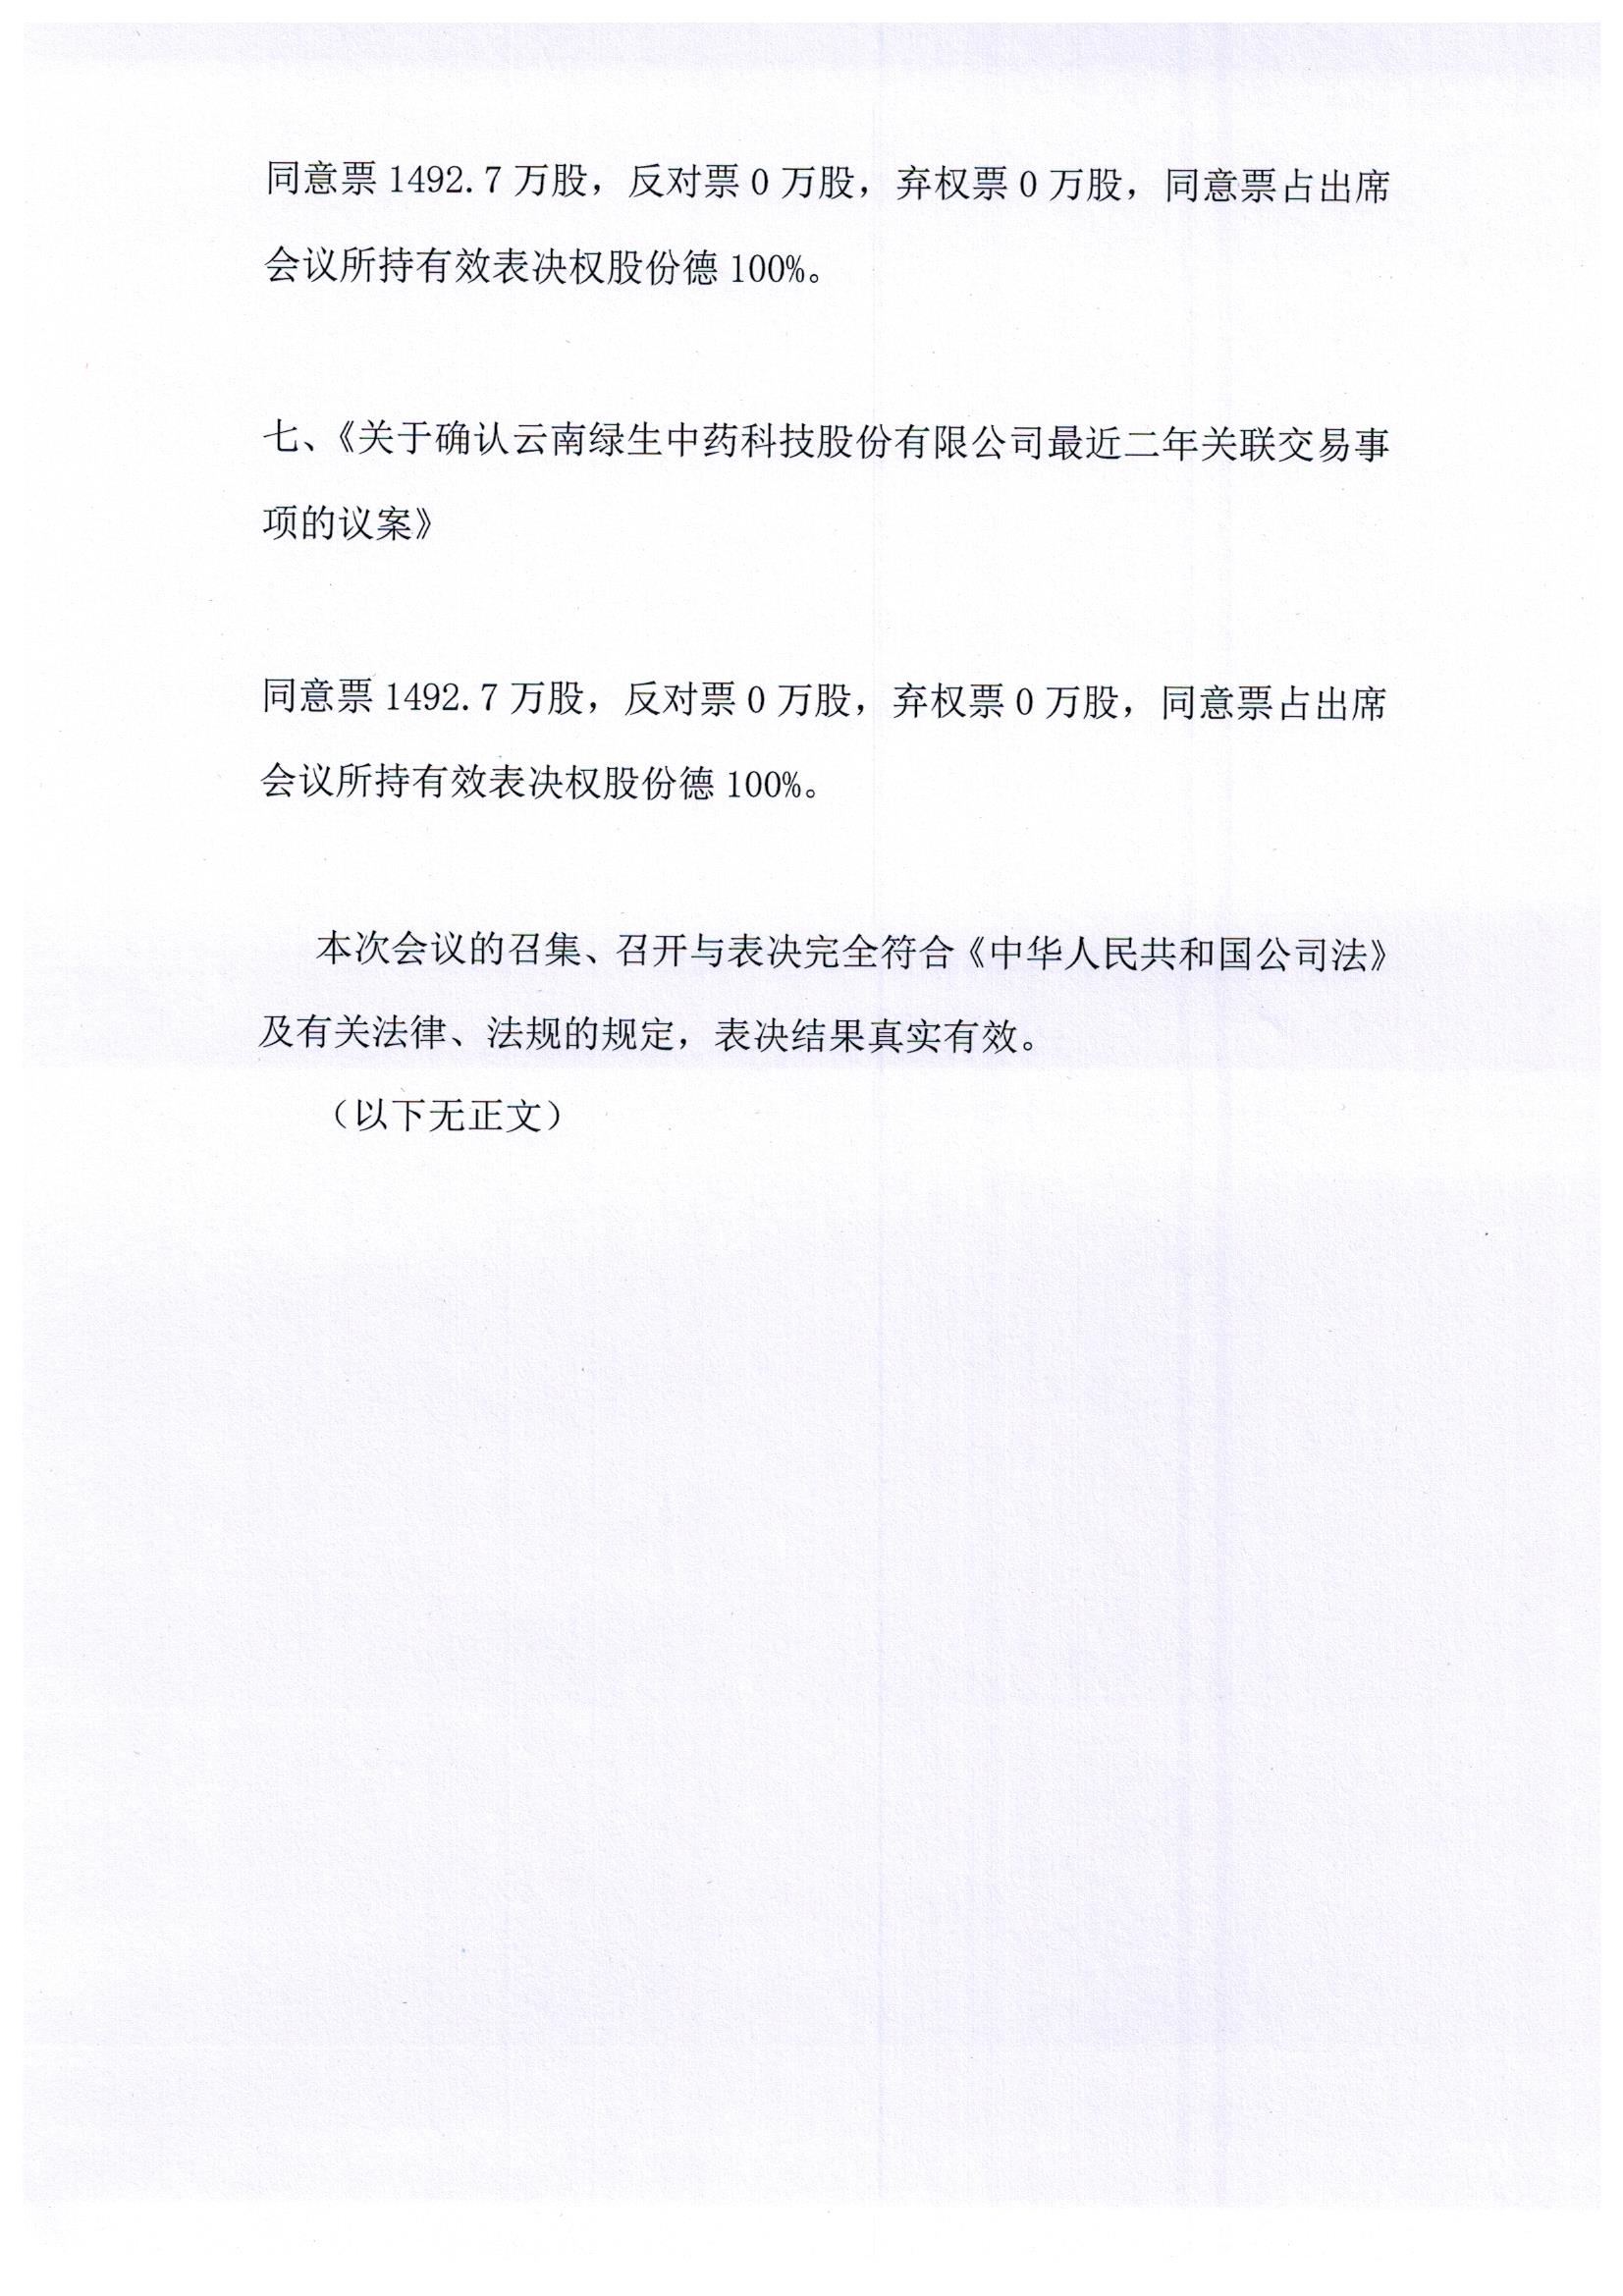 同意票 1492.7 万股，反对票 0 万股，弃权票 0 万股，同意票占出席
会议所持有效表决权股份德 100%。
七、《关于确认云南绿生中药科技股份有限公司最近二年关联交易事
项的议案》
同意票 1492.7 万股，反对票 0 万股，弃权票 0 万股，同意票占出席
会议所持有效表决权股份德 100%。
本次会议的召集、召开与表决完全符合《中华人民共和国公司法》
及有关法律、法规的规定，表决结果真实有效。
（以下无正文）